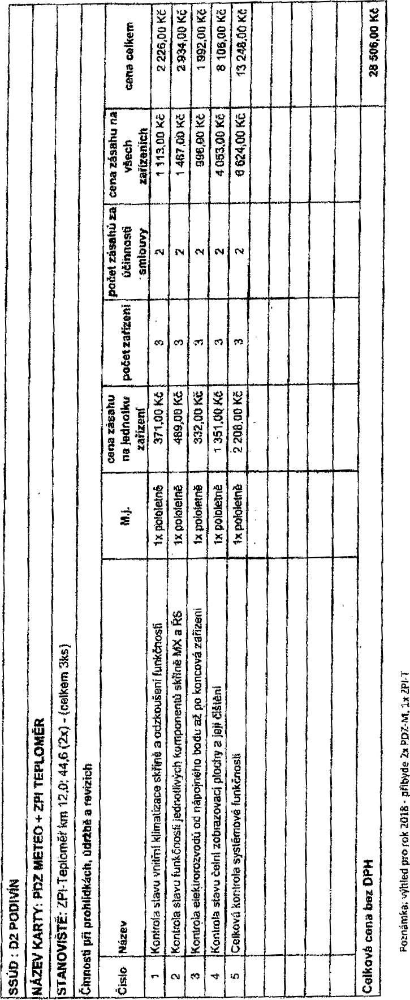 SSÚD : D2 PODIVÍN
NÁZEV KARTY: PDZ METEO + ZPI TEPLOMĚR
STANOVIŠTĚ: ZPI-Teploměr km 12,0; 44,6 (2x) - (celkem 3ks)
Činnosti při prohlídkách, údržbě a revizích
Číslo Název M.j. cena zásahu na jednotku zařízení počet zařízení počet zásahů za účinnosti smlouvy cena zásahu na všech zařízeních cena celkem
1 Kontrola stavu vnitřní klimatizace skříně a odzkoušení funkčnosti 1x pololetně 371,00 Kč 3 2 1 113,00 Kč 2 226,00 Kč
2 Kontrola stavu funkčnosti jednotlivých komponentů skříně MX a ŘS 1x pololetně 489,00 Kč 3 2 1 467,00 Kč 2 934,00 Kč
3 Kontrola elektrorozvodů od nápojného bodu až po koncová zařízení 1x pololetně 332,00 Kč 3 2 996,00 Kč 1 992,00 Kč
4 Kontrola stavu čelní zobrazovací plochy a její čištění 1x pololetně 1 351,00 Kč 3 2 4 053,00 Kč 8 106,00 Kč
5 Celková kontrola systémové funkčnosti 1x pololetně 2 208,00 Kč 3 2 6 624,00 Kč 13 248,00 Kč
Celková cena bez DPH 28 506,00 Kč
Poznámka: výhled pro rok 2018 - přibyde 2x PDZ-M, 1x ZPI-T